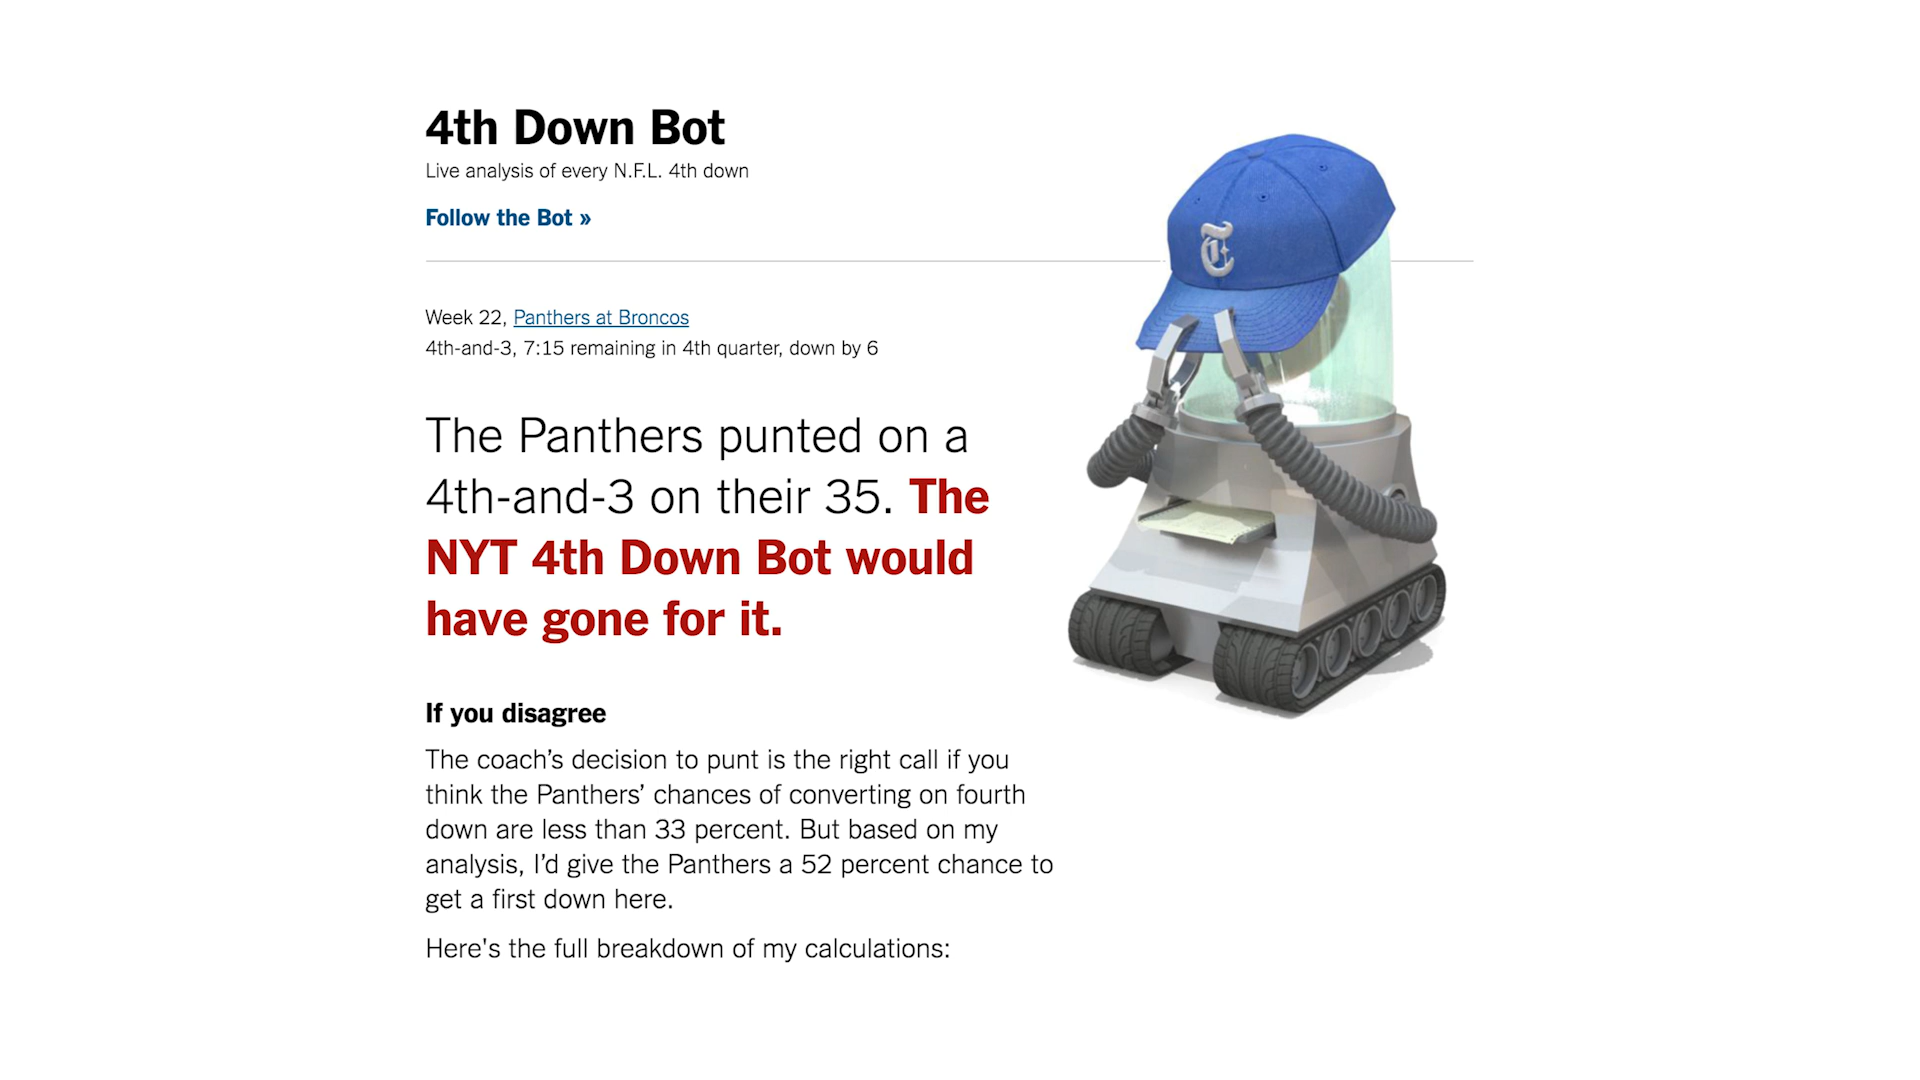 4th Down Bot
Live analysis of every N.F.L. 4th down
Follow the Bot »
Week 22, Panthers at Broncos
4th-and-3, 7:15 remaining in 4th quarter, down by 6
The Panthers punted on a
4th-and-3 on their 35. The
NYT 4th Down Bot would
have gone for it.
If you disagree
The coach’s decision to punt is the right call if you
think the Panthers’ chances of converting on fourth
down are less than 33 percent. But based on my
analysis, I’d give the Panthers a 52 percent chance to
get a first down here.
Here's the full breakdown of my calculations:
T